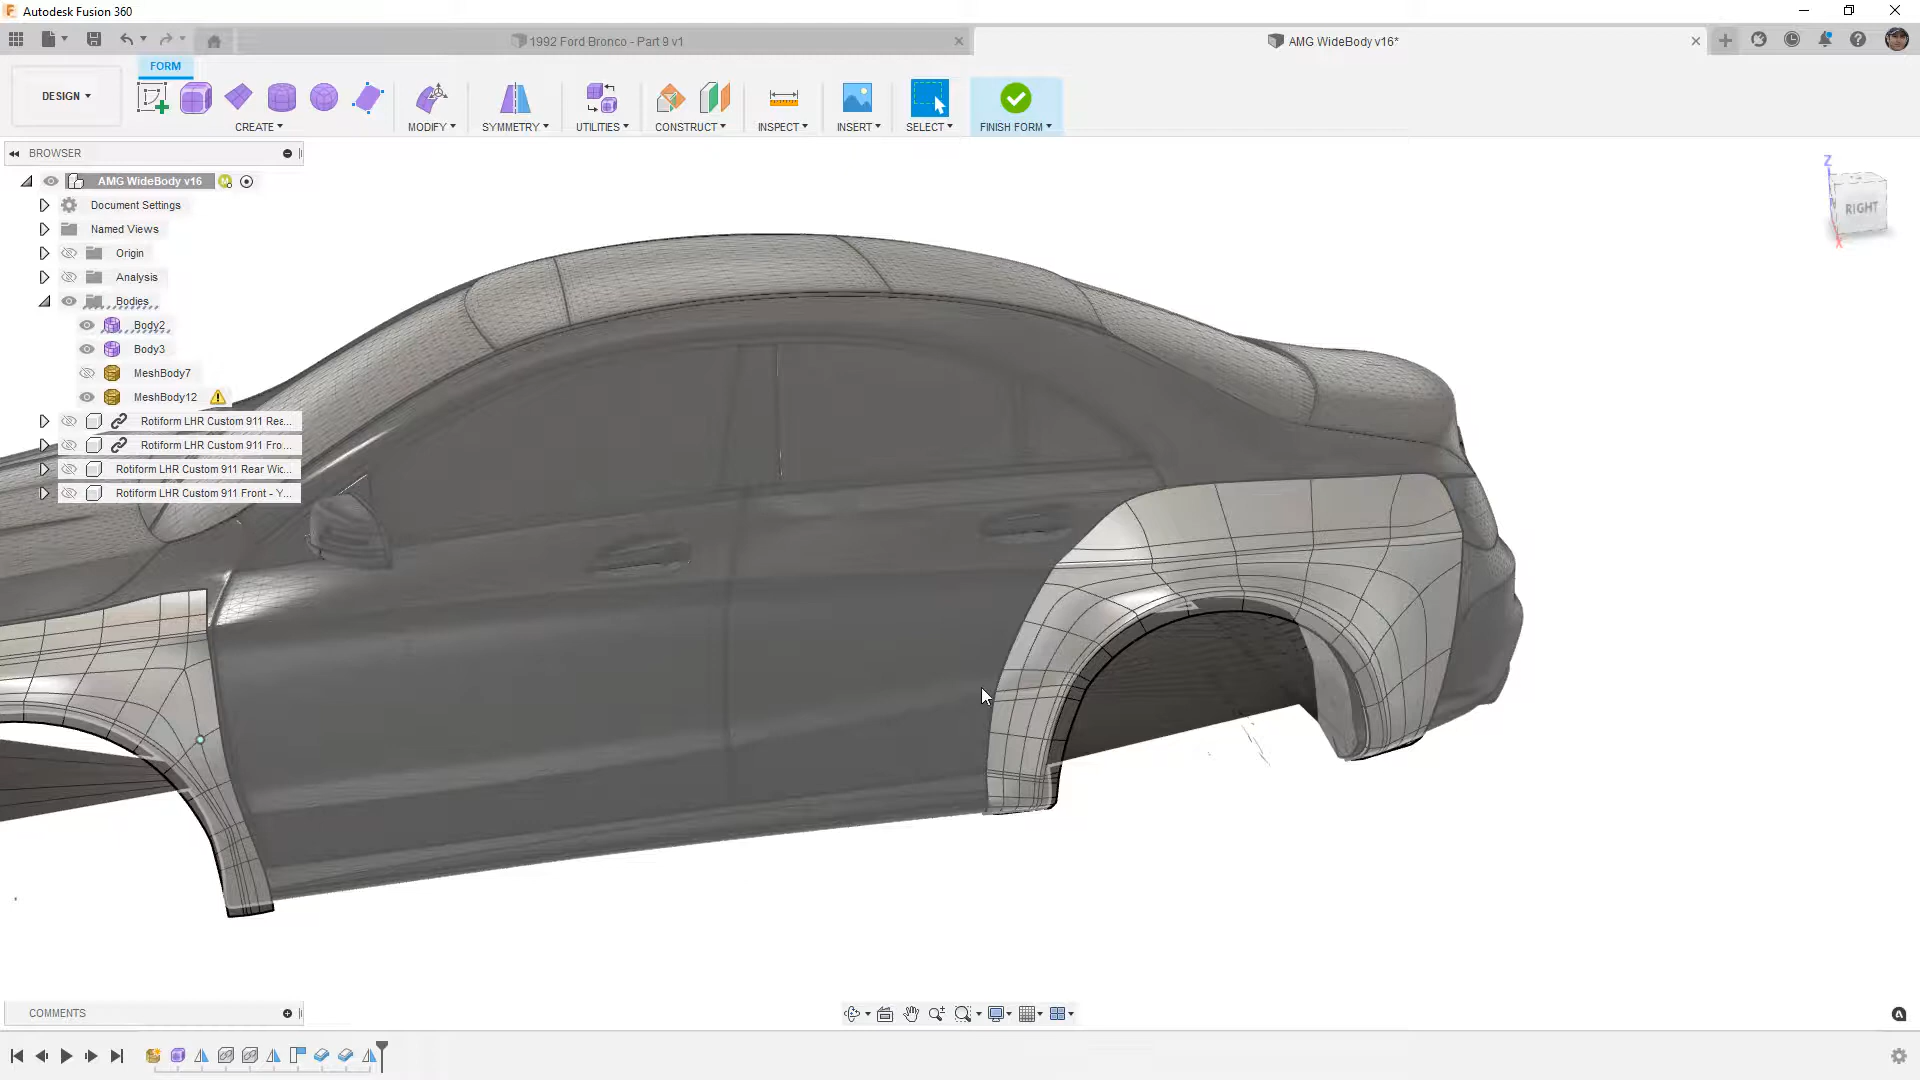 Autodesk Fusion 360
1992 Ford Bronco - Part 9 v1
AMG WideBody v16*
FORM
DESIGN
CREATE
MODIFY
SYMMETRY
UTILITIES
CONSTRUCT
INSPECT
INSERT
SELECT
FINISH FORM
BROWSER
AMG WideBody v16
Document Settings
Named Views
Origin
Analysis
Bodies
Body2
Body3
MeshBody7
MeshBody12
Rotiform LHR Custom 911 Rea...
Rotiform LHR Custom 911 Fro...
Rotiform LHR Custom 911 Rear Wic...
Rotiform LHR Custom 911 Front - Y...
Z
RIGHT
X
COMMENTS